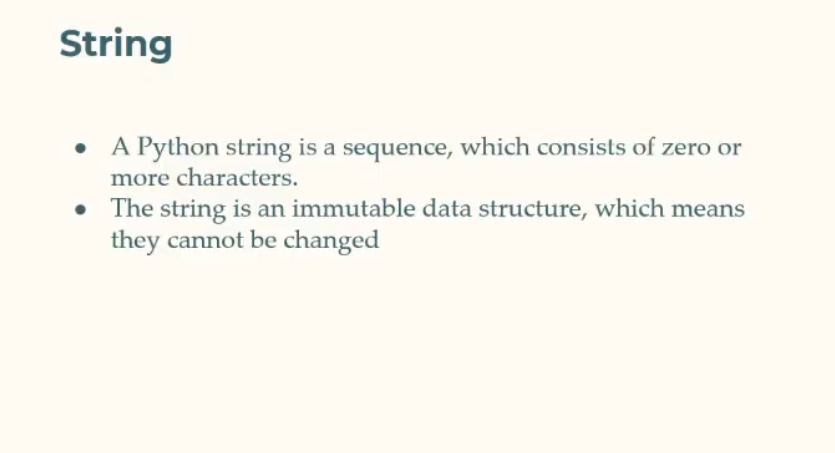 String
● A Python string is a sequence, which consists of zero or
more characters.
● The string is an immutable data structure, which means
they cannot be changed